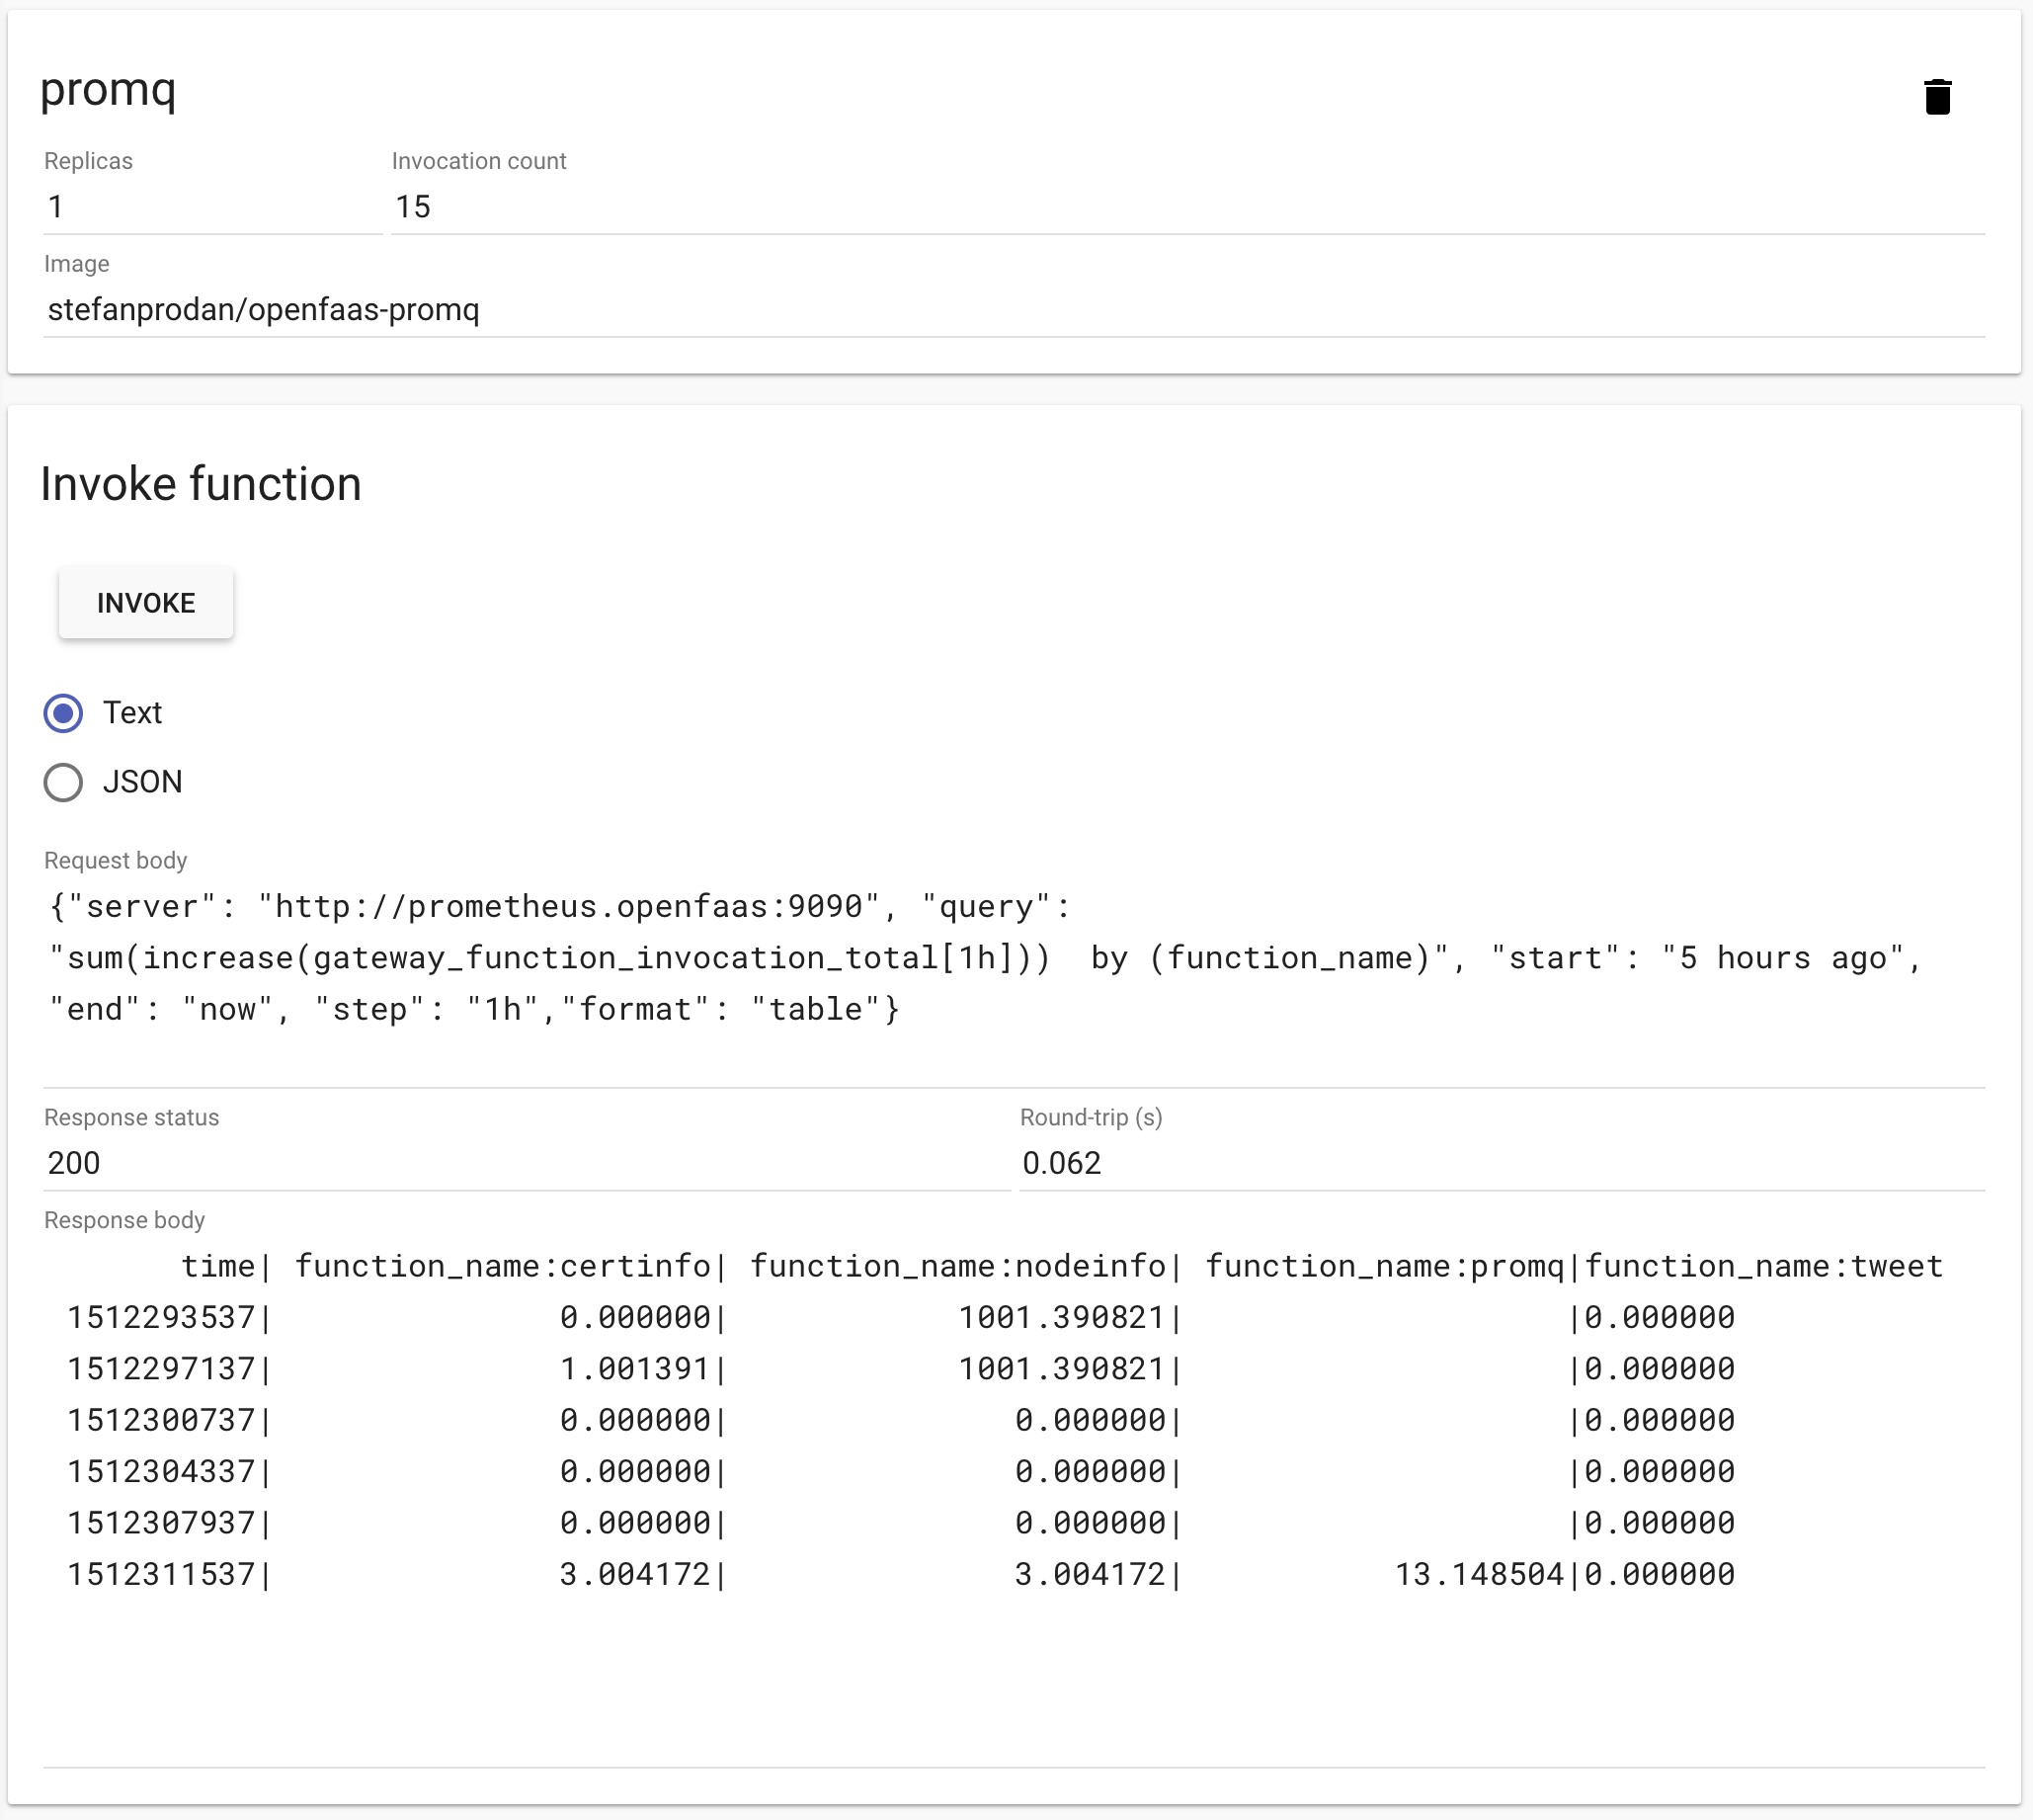 promq
Replicas Invocation count
1 15
Image
stefanprodan/openfaas-promq
Invoke function
INVOKE
Text
JSON
Request body
{"server": "http://prometheus.openfaas:9090", "query":
"sum(increase(gateway_function_invocation_total[1h]))  by (function_name)", "start": "5 hours ago",
"end": "now", "step": "1h","format": "table"}
Response status Round-trip (s)
200 0.062
Response body
time| function_name:certinfo| function_name:nodeinfo| function_name:promq|function_name:tweet
1512293537| 0.000000| 1001.390821| |0.000000
1512297137| 1.001391| 1001.390821| |0.000000
1512300737| 0.000000| 0.000000| |0.000000
1512304337| 0.000000| 0.000000| |0.000000
1512307937| 0.000000| 0.000000| |0.000000
1512311537| 3.004172| 3.004172| 13.148504|0.000000